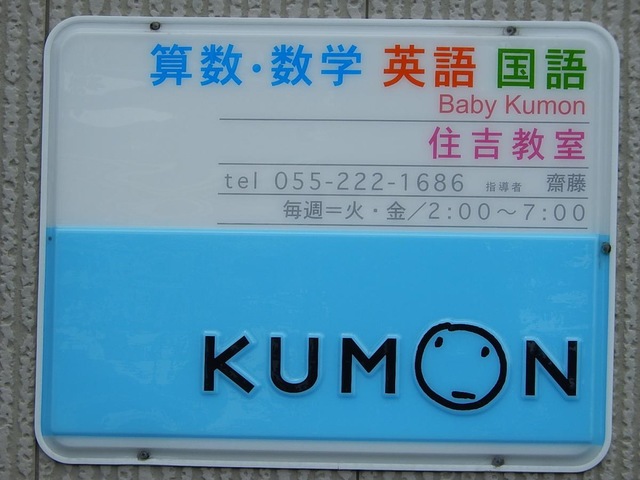 算数・数学 英語 国語
Baby Kumon
住吉教室
tel 055-222-1686 指導者 齋藤
毎週=火・金/2:00〜7:00
KUMON